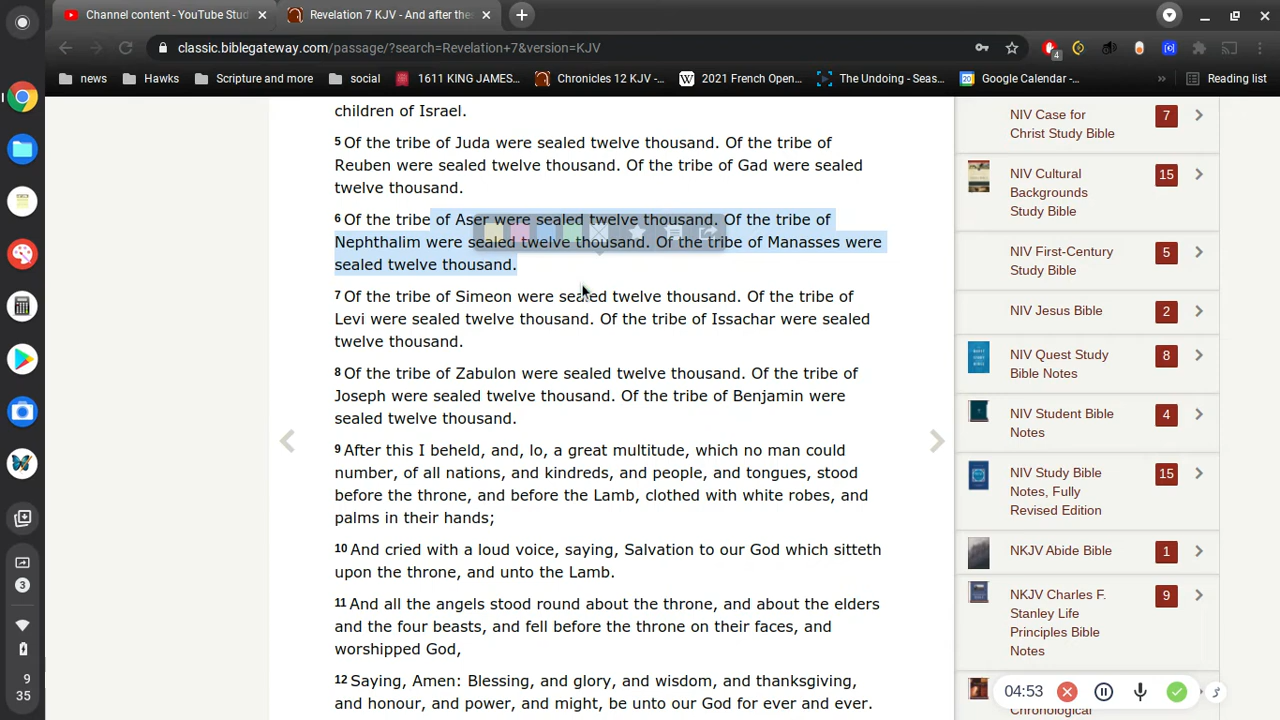 Channel content - YouTube Stud
Revelation 7 KJV - And after the
classic.biblegateway.com/passage/?search=Revelation+7&version=KJV
4
news
Hawks
Scripture and more
social
1611 KING JAMES...
Chronicles 12 KJV -...
2021 French Open...
The Undoing - Seas...
20
Google Calendar -...
»
Reading list
children of Israel.
5 Of the tribe of Juda were sealed twelve thousand. Of the tribe of
Reuben were sealed twelve thousand. Of the tribe of Gad were sealed
twelve thousand.
6 Of the tribe of Aser were sealed twelve thousand. Of the tribe of
Nephthalim were sealed twelve thousand. Of the tribe of Manasses were
sealed twelve thousand.
7 Of the tribe of Simeon were sealed twelve thousand. Of the tribe of
Levi were sealed twelve thousand. Of the tribe of Issachar were sealed
twelve thousand.
8 Of the tribe of Zabulon were sealed twelve thousand. Of the tribe of
Joseph were sealed twelve thousand. Of the tribe of Benjamin were
sealed twelve thousand.
9 After this I beheld, and, lo, a great multitude, which no man could
number, of all nations, and kindreds, and people, and tongues, stood
before the throne, and before the Lamb, clothed with white robes, and
palms in their hands;
10 And cried with a loud voice, saying, Salvation to our God which sitteth
upon the throne, and unto the Lamb.
11 And all the angels stood round about the throne, and about the elders
and the four beasts, and fell before the throne on their faces, and
worshipped God,
12 Saying, Amen: Blessing, and glory, and wisdom, and thanksgiving,
and honour, and power, and might, be unto our God for ever and ever.
NIV Case for
Christ Study Bible
7
NIV Cultural
Backgrounds
Study Bible
15
NIV First-Century
Study Bible
5
NIV Jesus Bible
2
NIV Quest Study
Bible Notes
8
NIV Student Bible
Notes
4
NIV Study Bible
Notes, Fully
Revised Edition
15
NKJV Abide Bible
1
NKJV Charles F.
Stanley Life
Principles Bible
Notes
9
Chronological
04:53
3
9
35